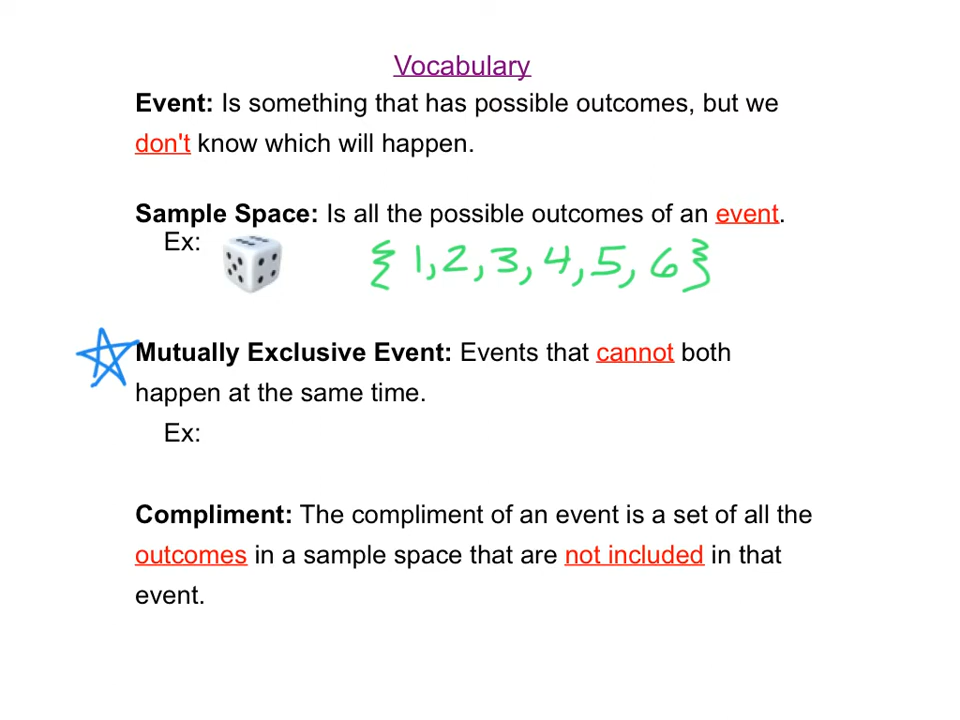 Vocabulary
Event: Is something that has possible outcomes, but we
don't know which will happen.
Sample Space: Is all the possible outcomes of an event.
Ex:
{1,2,3,4,5,6}
Mutually Exclusive Event: Events that cannot both
happen at the same time.
Ex:
Compliment: The compliment of an event is a set of all the
outcomes in a sample space that are not included in that
event.